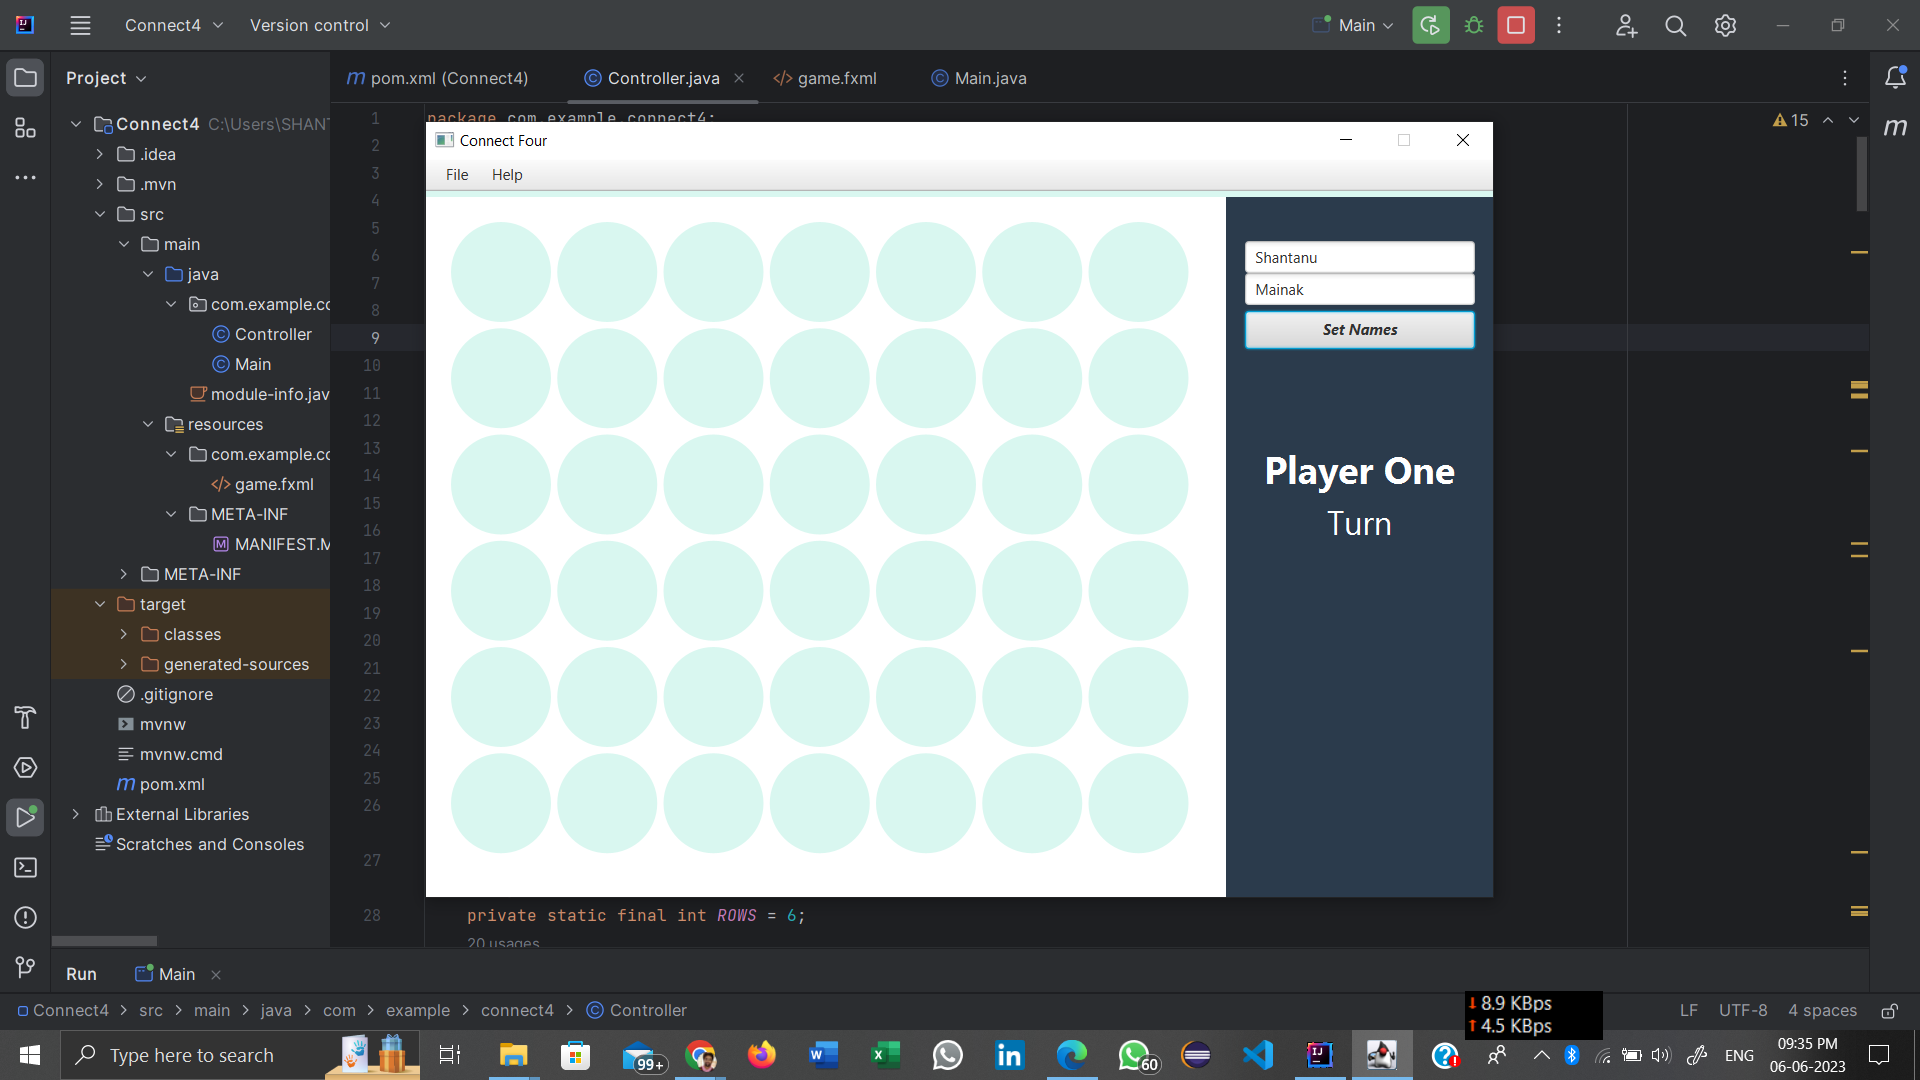 Connect4
Version control
Main
Project
pom.xml (Connect4)
Controller.java
game.fxml
Main.java
Connect4 C:\Users\SHAN
.idea
.mvn
src
main
java
com.example.co
Controller
Main
module-info.jav
resources
com.example.co
game.fxml
META-INF
MANIFEST.M
META-INF
target
classes
generated-sources
.gitignore
mvnw
mvnw.cmd
pom.xml
External Libraries
Scratches and Consoles
1
2
3
4
5
6
7
8
9
10
11
12
13
14
15
16
17
18
19
20
21
22
23
24
25
26
27
28
package com.example.connect4;
15
Connect Four
File Help
Shantanu
Mainak
Set Names
Player One
Turn
private static final int ROWS = 6;
20 usages
Run
Main
Connect4 > src > main > java > com > example > connect4 > Controller
8.9 KBps
4.5 KBps
LF UTF-8 4 spaces
Type here to search
99+
60
ENG
09:35 PM
06-06-2023